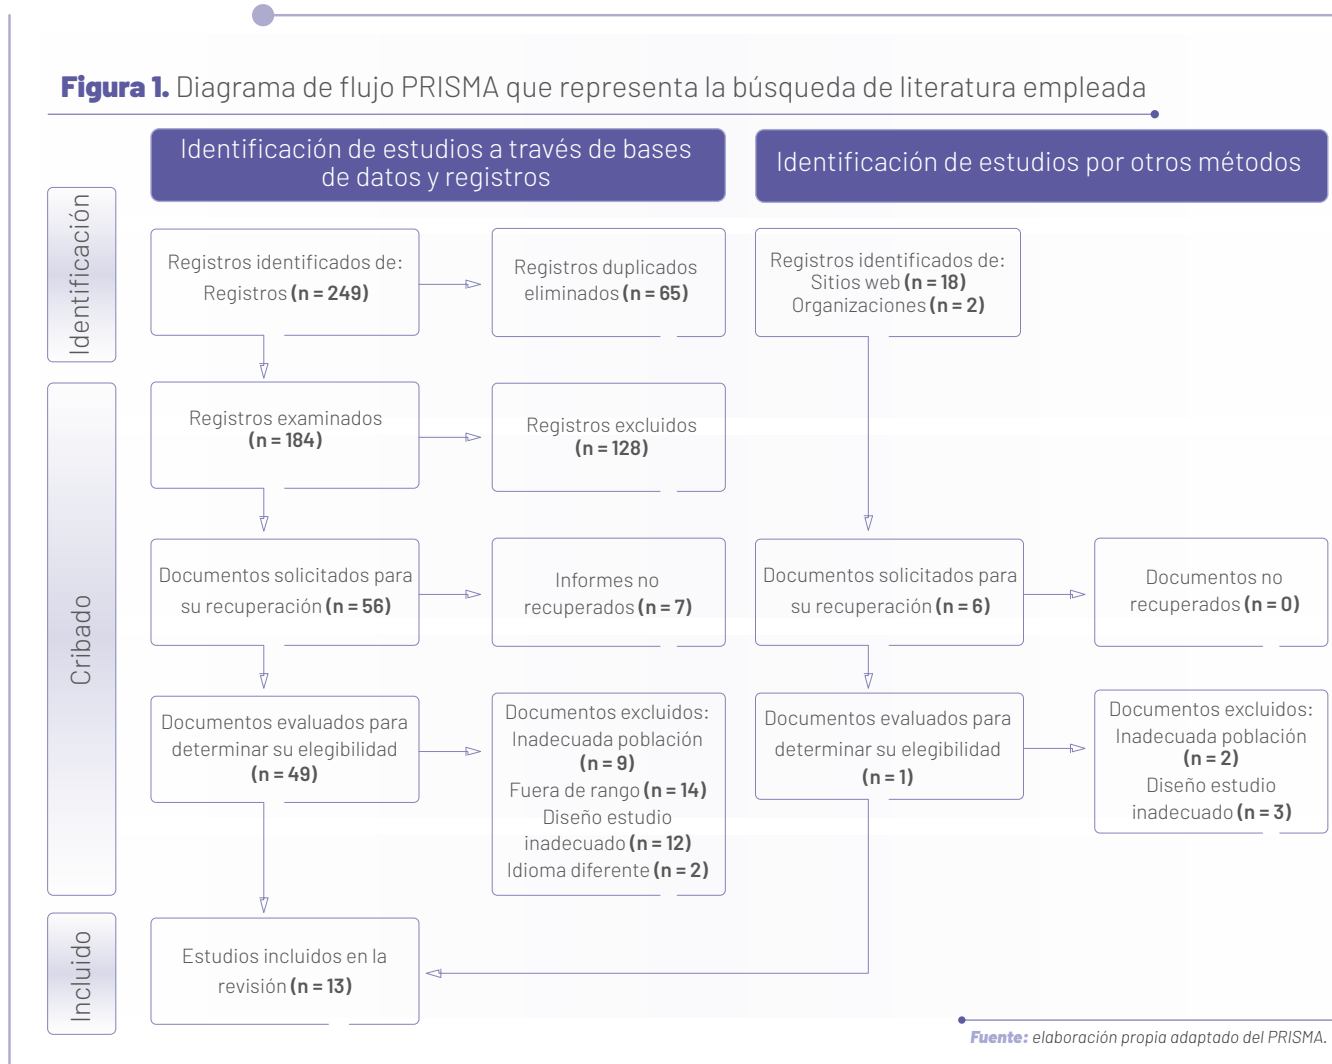 Figura 1. Diagrama de flujo PRISMA que representa la búsqueda de literatura empleada
Identificación de estudios a través de bases
de datos y registros
Identificación de estudios por otros métodos
Identificación
Registros identificados de:
Registros (n = 249)
Registros duplicados
eliminados (n = 65)
Registros identificados de:
Sitios web (n = 18)
Organizaciones (n = 2)
Cribado
Registros examinados
(n = 184)
Registros excluidos
(n = 128)
Documentos solicitados para
su recuperación (n = 56)
Informes no
recuperados (n = 7)
Documentos solicitados para
su recuperación (n = 6)
Documentos no
recuperados (n = 0)
Documentos evaluados para
determinar su elegibilidad
(n = 49)
Documentos excluidos:
Inadecuada población
(n = 9)
Fuera de rango (n = 14)
Diseño estudio
inadecuado (n = 12)
Idioma diferente (n = 2)
Documentos evaluados para
determinar su elegibilidad
(n = 1)
Documentos excluidos:
Inadecuada población
(n = 2)
Diseño estudio
inadecuado (n = 3)
Incluido
Estudios incluidos en la
revisión (n = 13)
Fuente: elaboración propia adaptado del PRISMA.